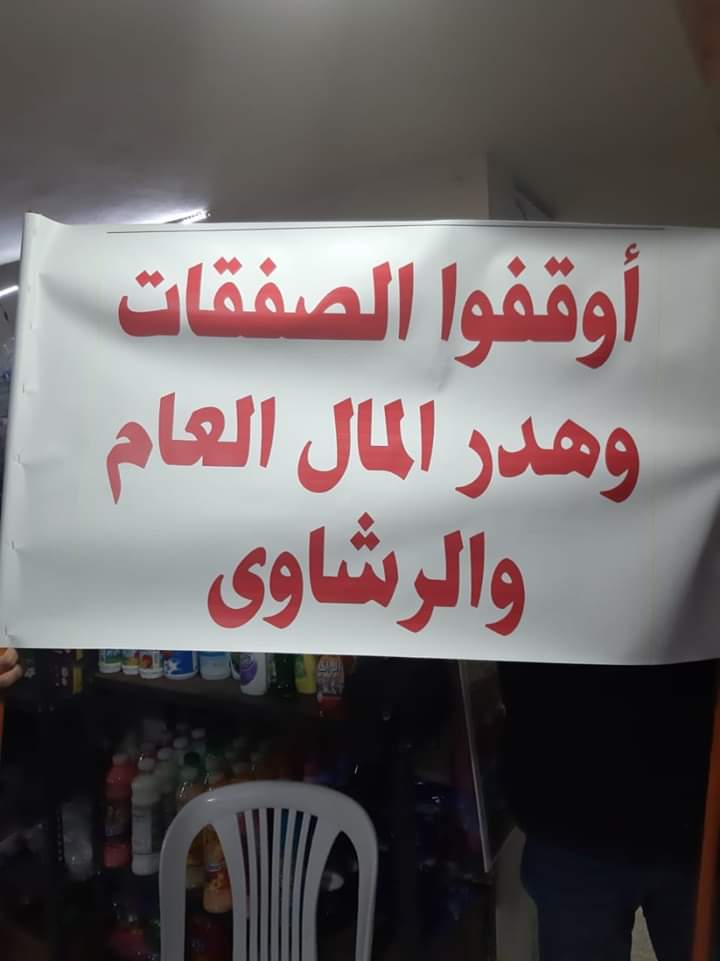 أوقفوا الصفقات
وهدر المال العام
والرشاوى